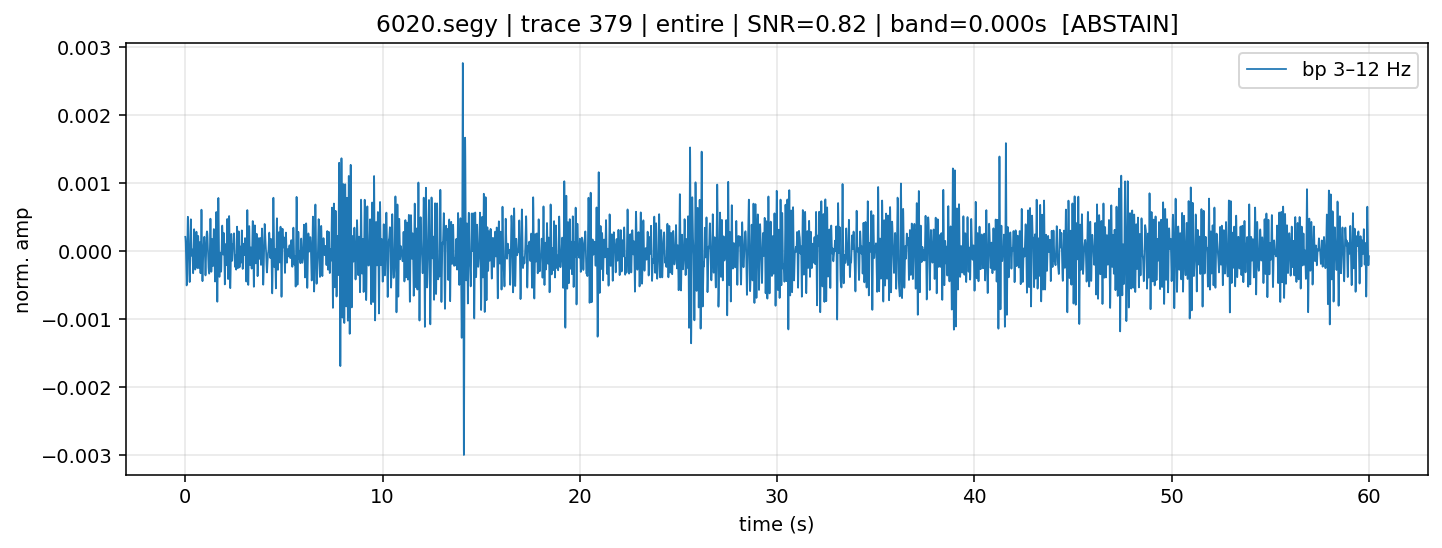 6020.segy | trace 379 | entire | SNR=0.82 | band=0.000s  [ABSTAIN]
bp 3–12 Hz
norm. amp
0.003
0.002
0.001
0.000
−0.001
−0.002
−0.003
0 10 20 30 40 50 60
time (s)